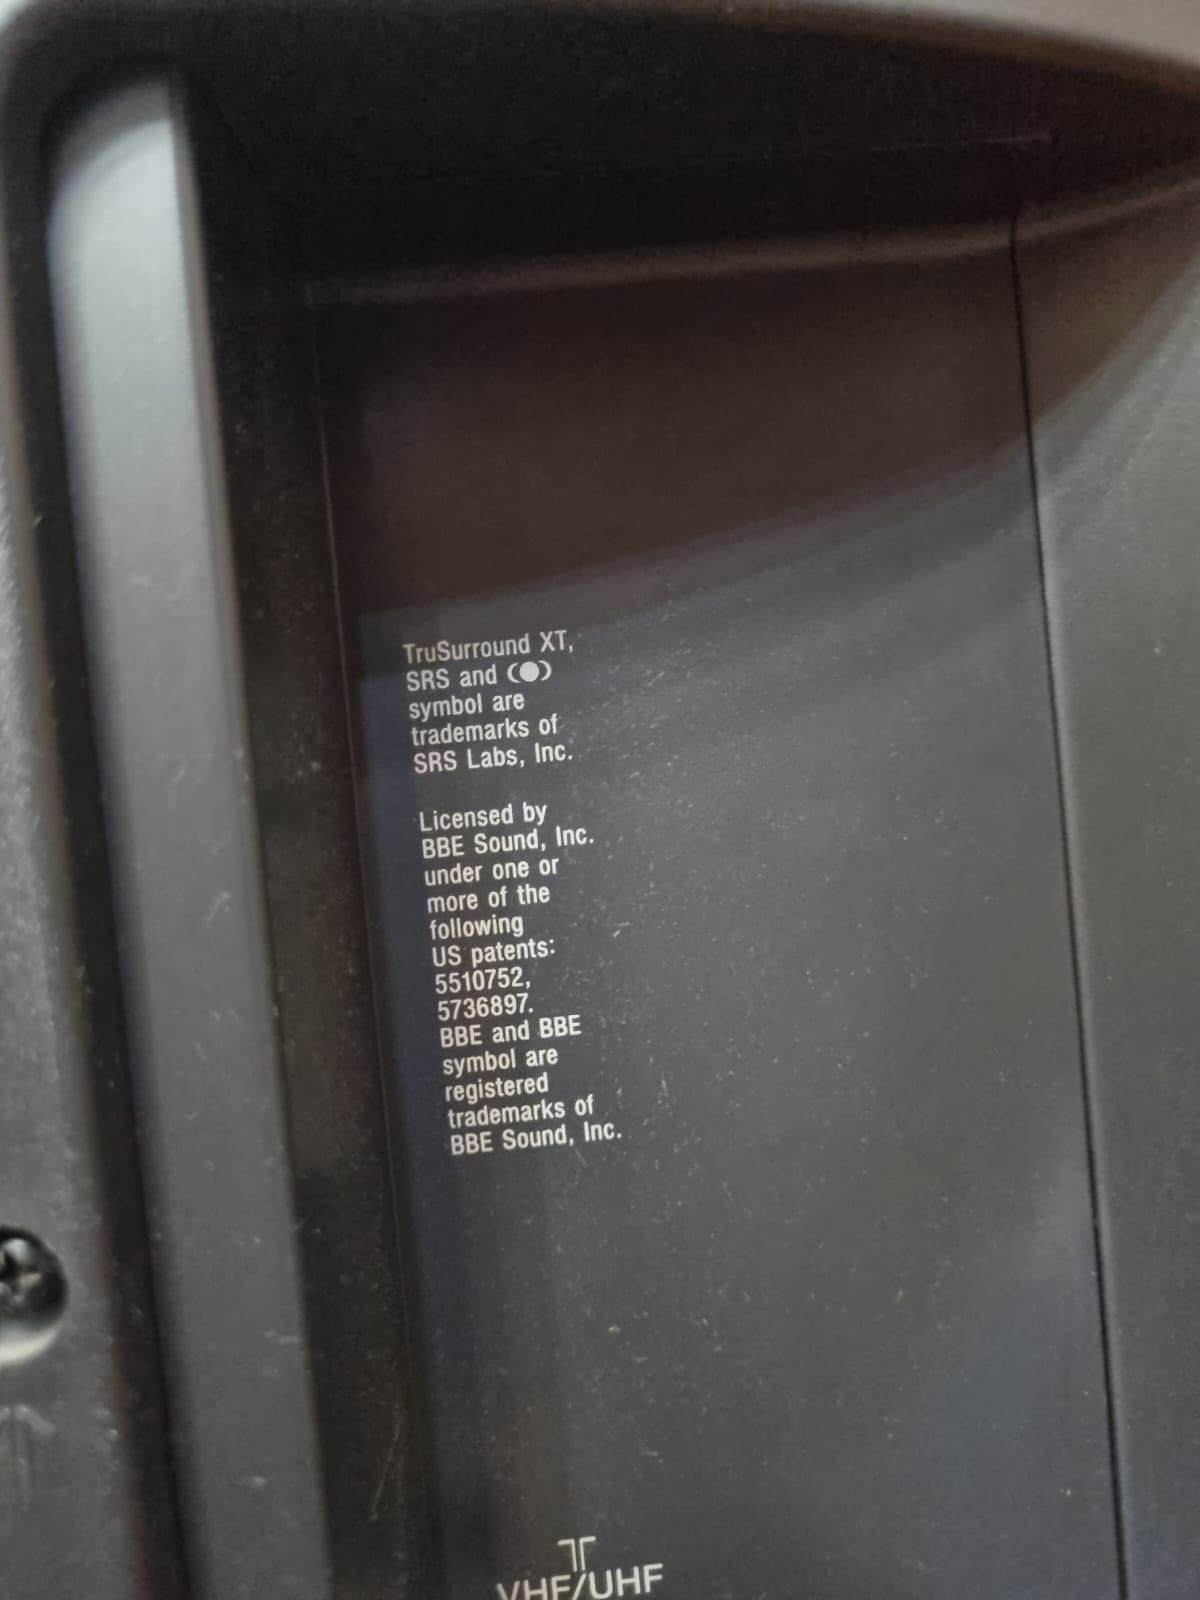 TruSurround XT,
SRS and (●)
symbol are
trademarks of
SRS Labs, Inc.
Licensed by
BBE Sound, Inc.
under one or
more of the
following
US patents:
5510752,
5736897.
BBE and BBE
symbol are
registered
trademarks of
BBE Sound, Inc.
VHF/UHF